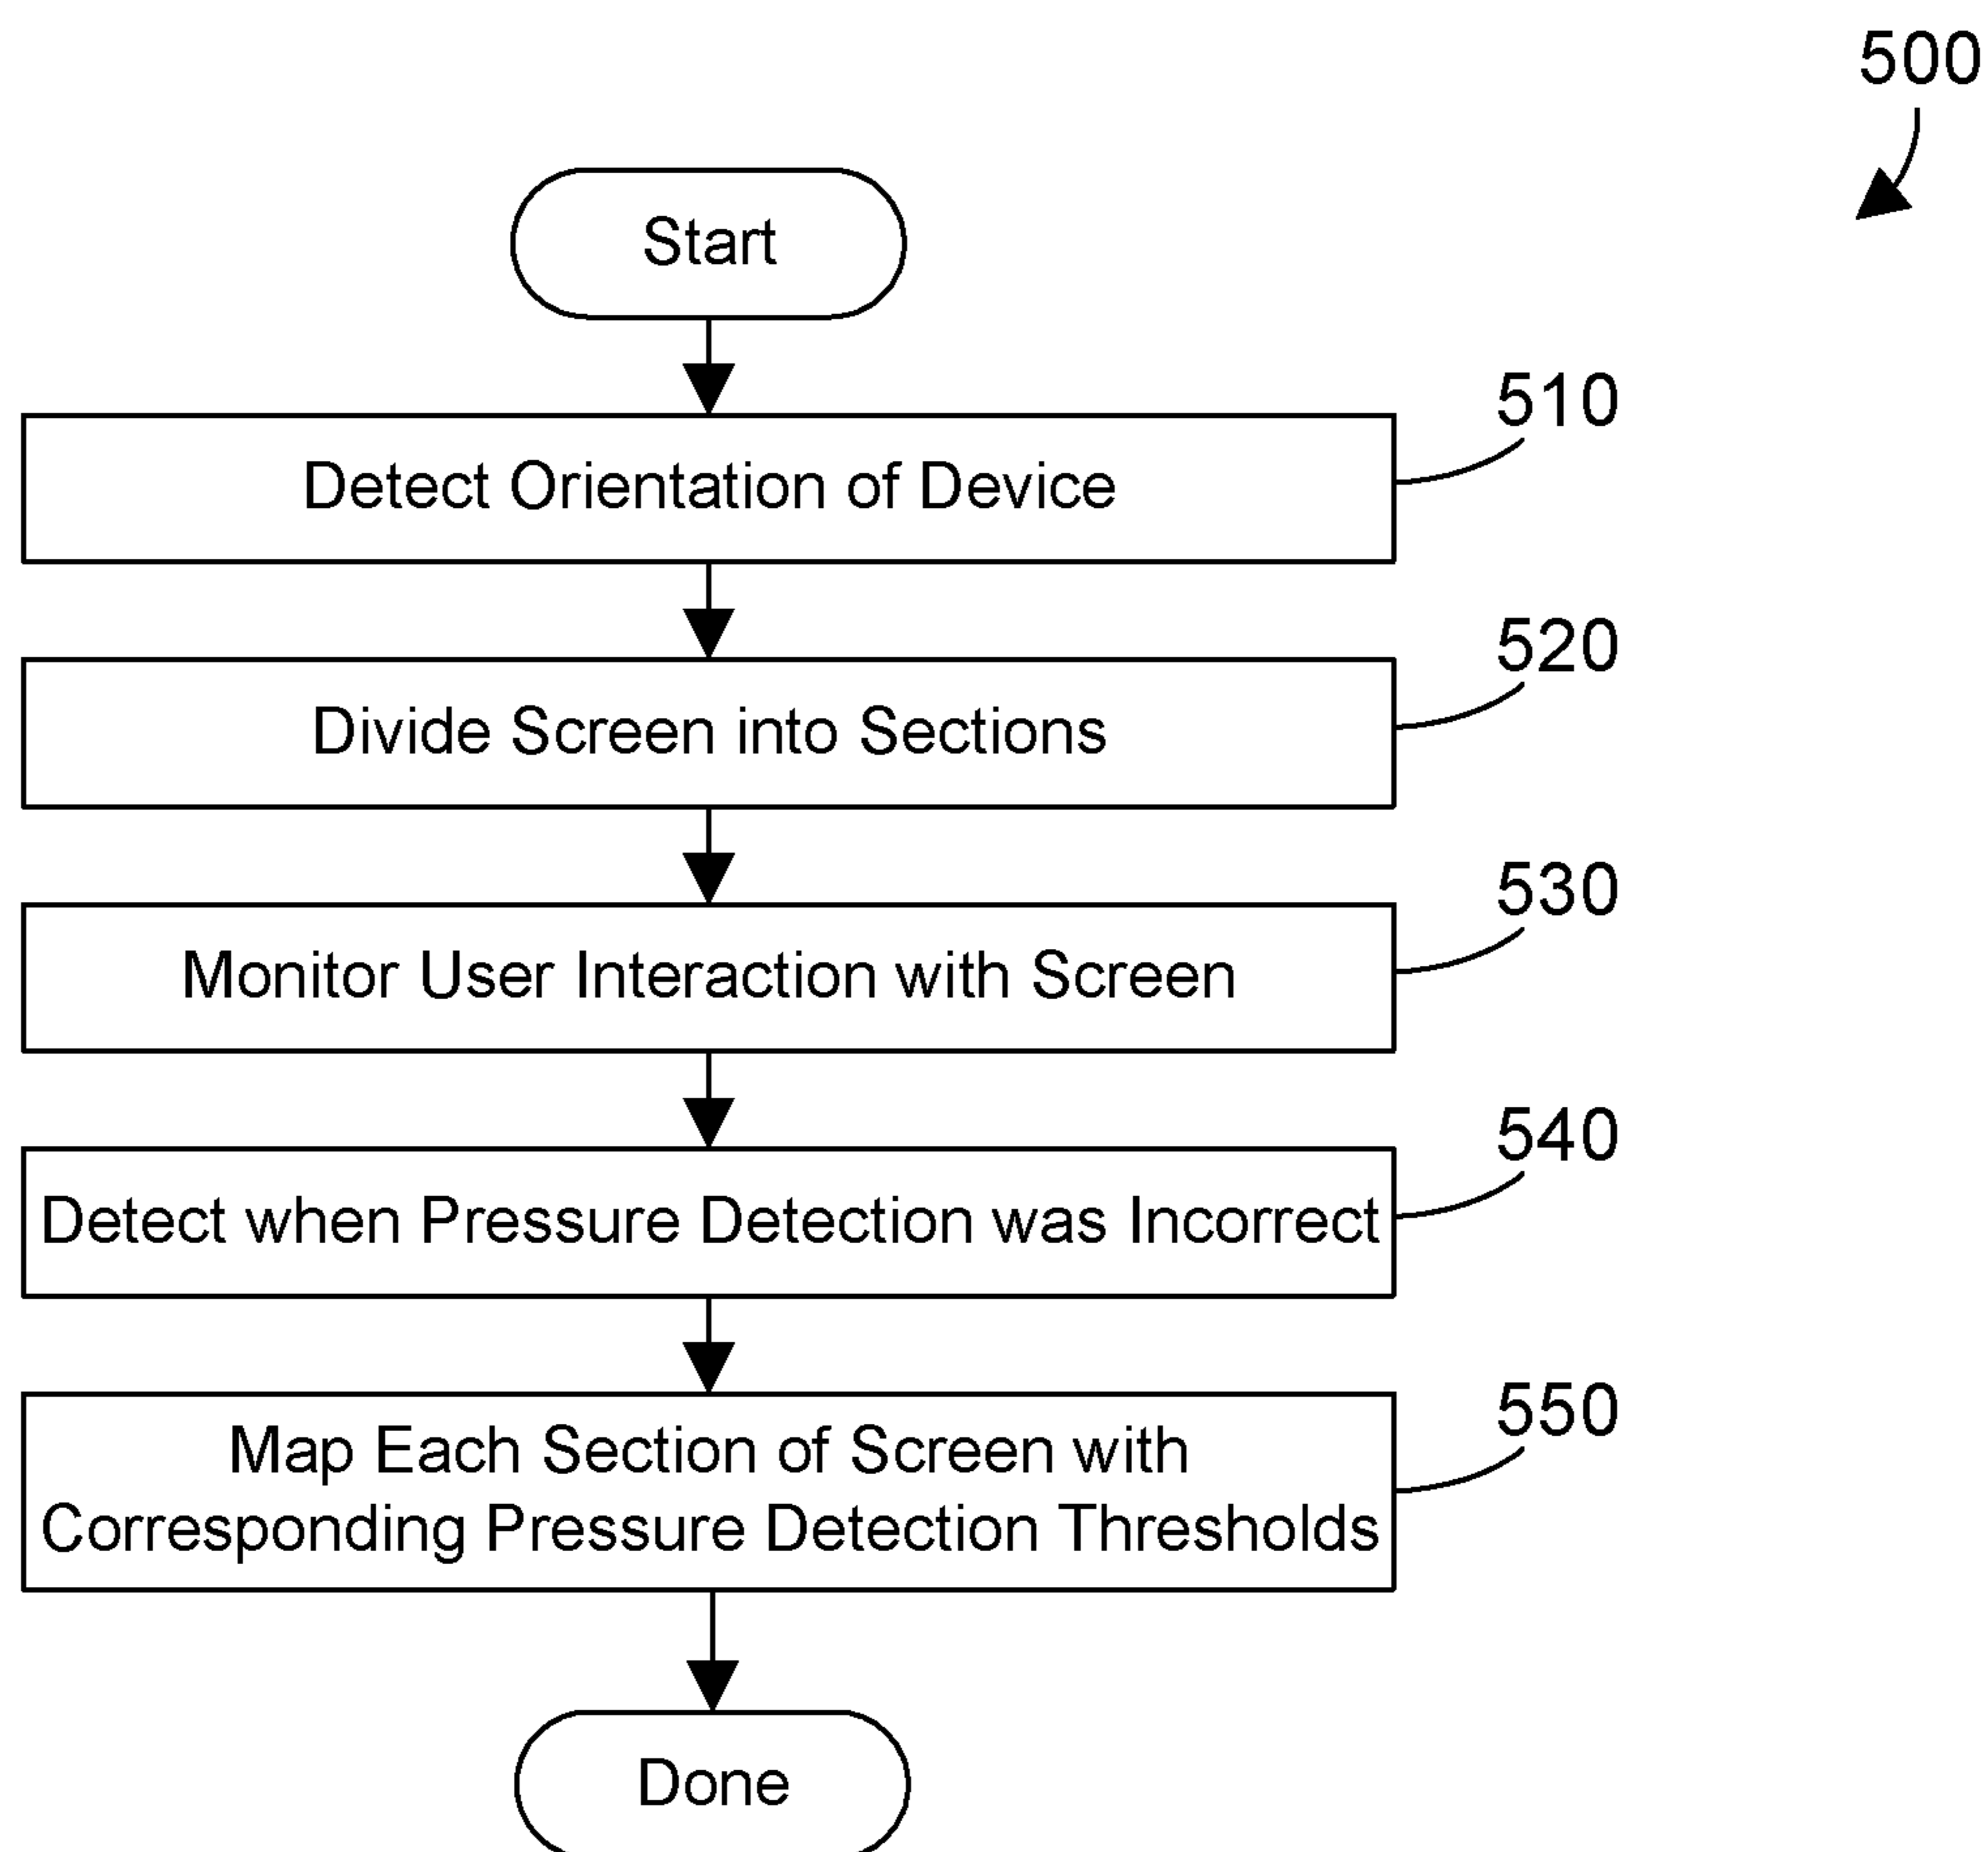 500
Start
Detect Orientation of Device
510
Divide Screen into Sections
520
Monitor User Interaction with Screen
530
Detect when Pressure Detection was Incorrect
540
Map Each Section of Screen with
Corresponding Pressure Detection Thresholds
550
Done